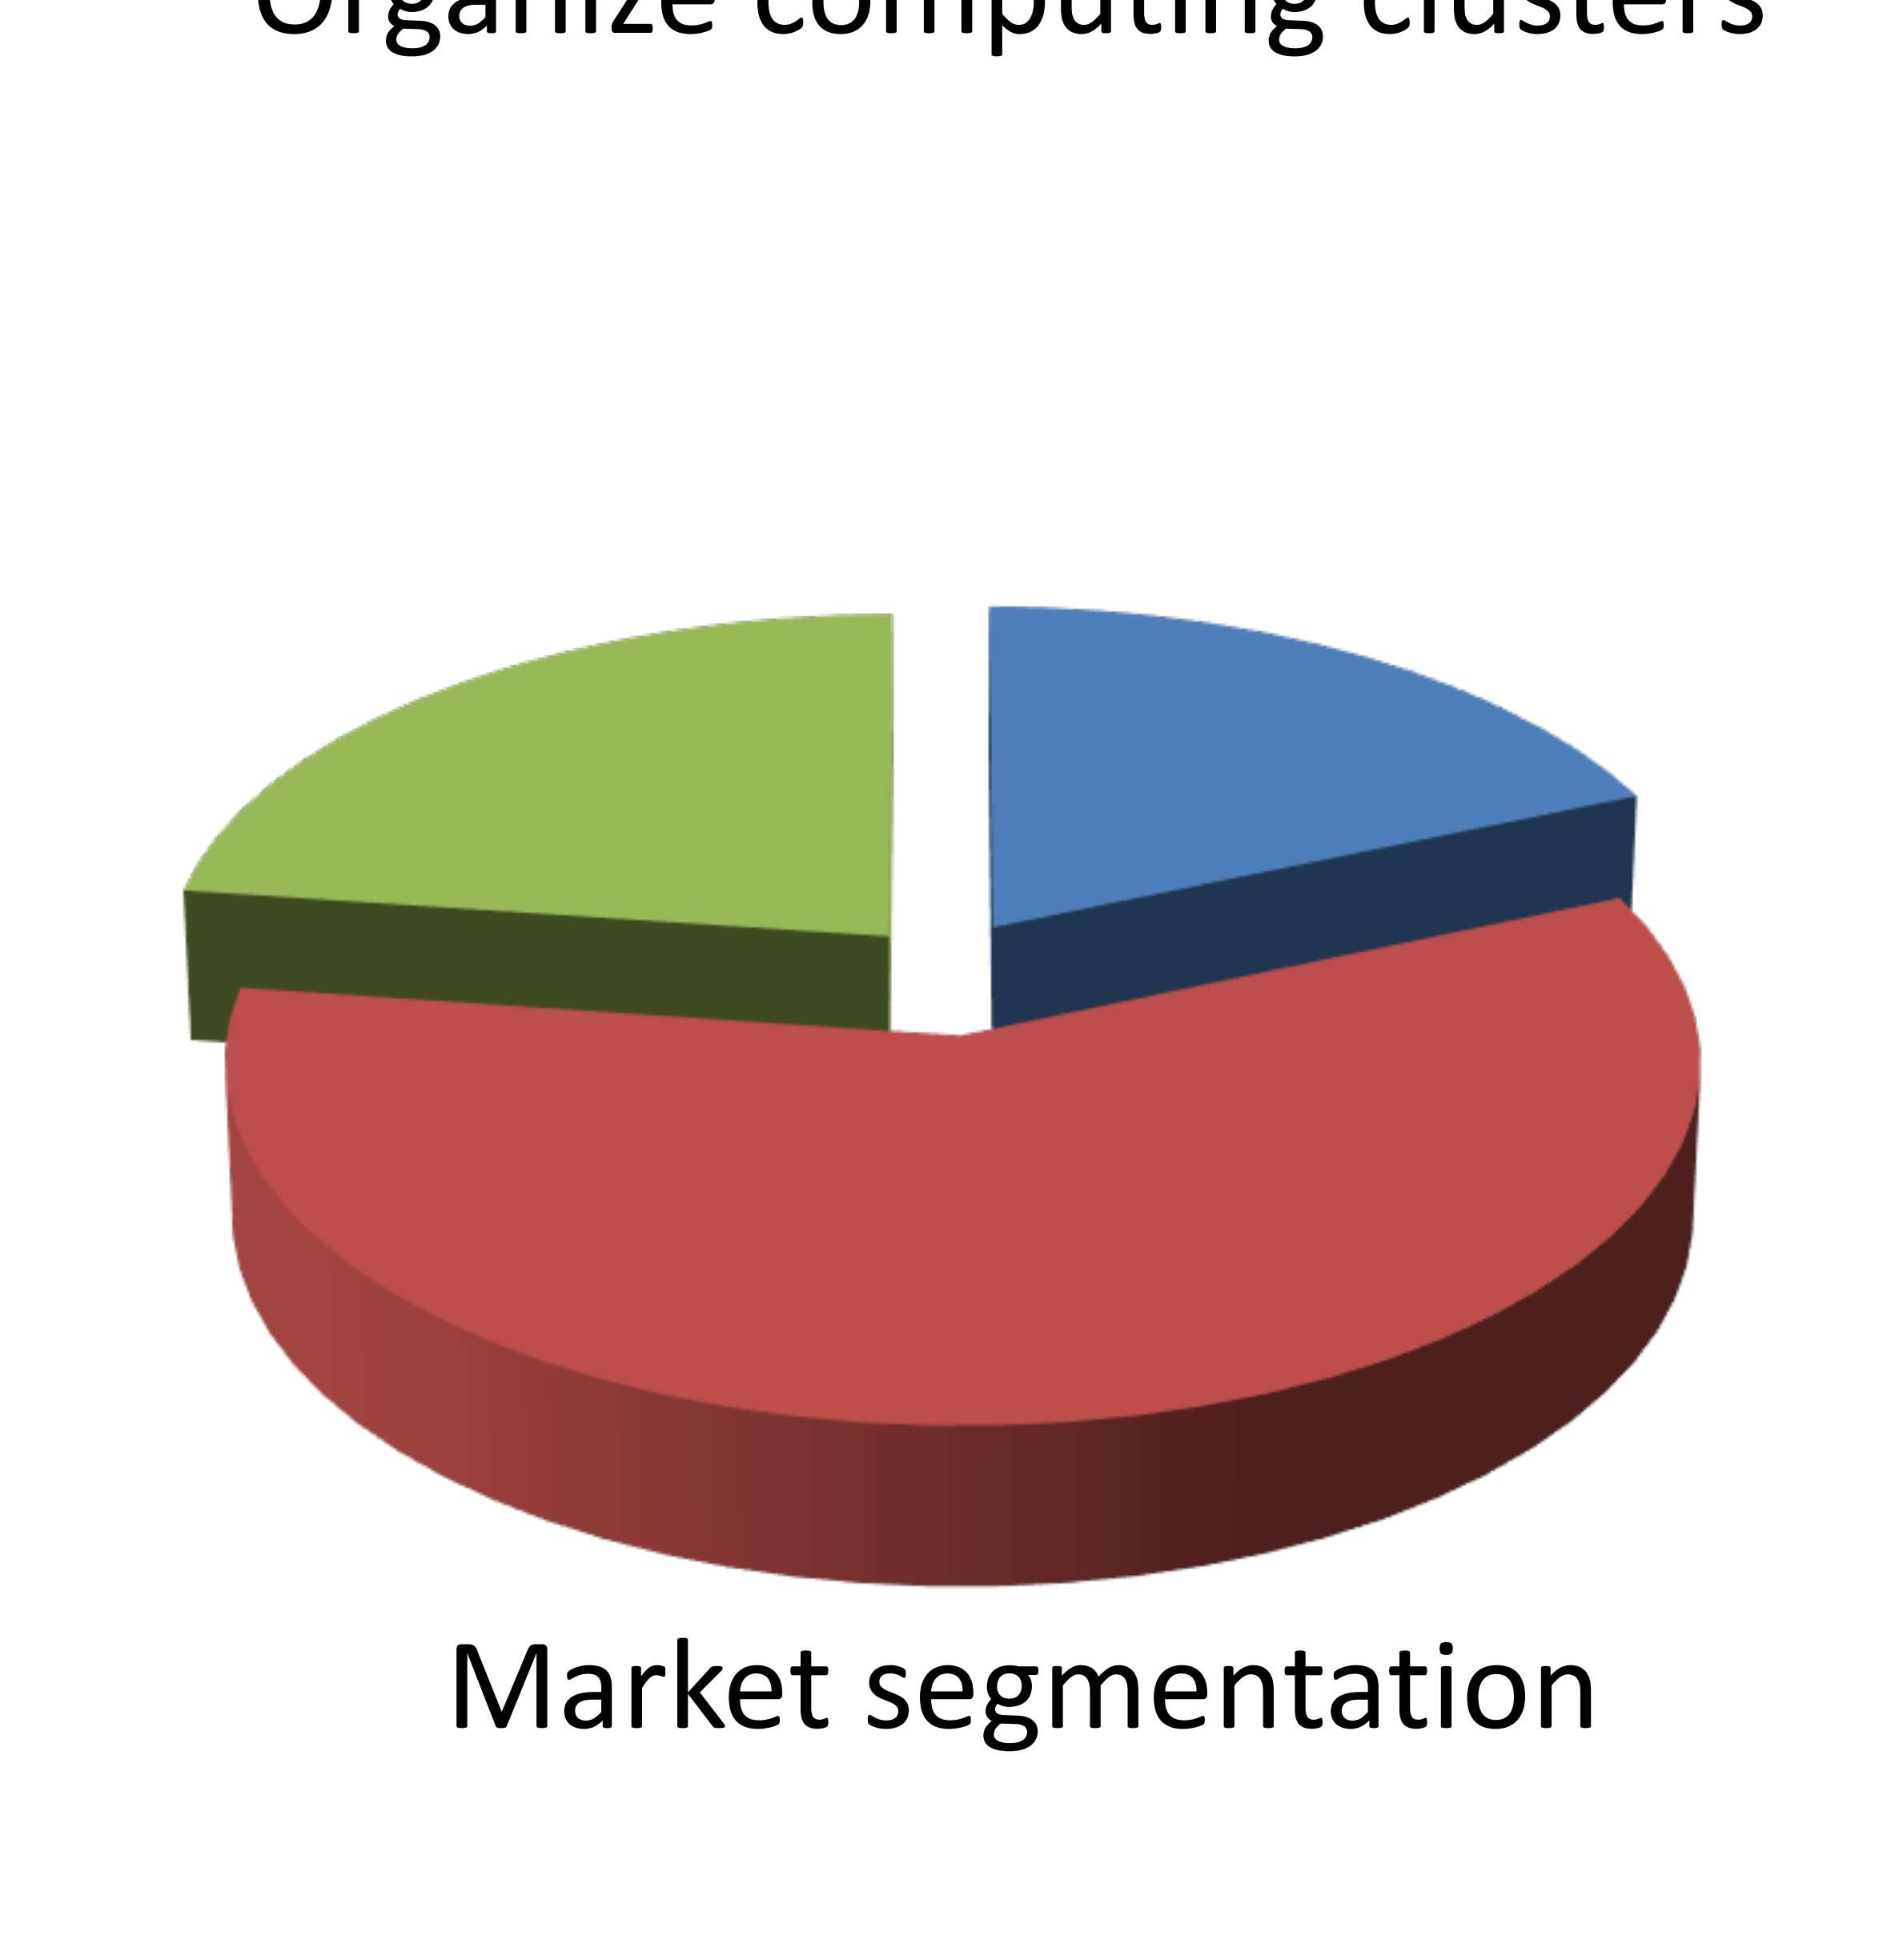 Organize computing clusters
Market segmentation